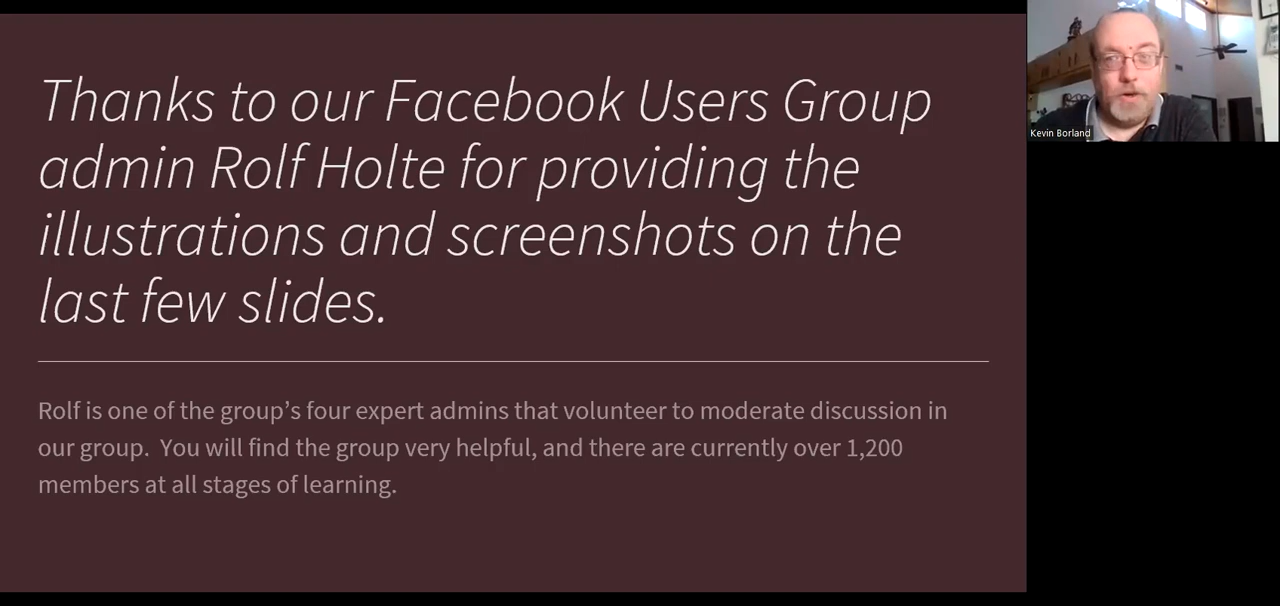 Thanks to our Facebook Users Group
admin Rolf Holte for providing the
illustrations and screenshots on the
last few slides.
Rolf is one of the group’s four expert admins that volunteer to moderate discussion in
our group.  You will find the group very helpful, and there are currently over 1,200
members at all stages of learning.
Kevin Borland